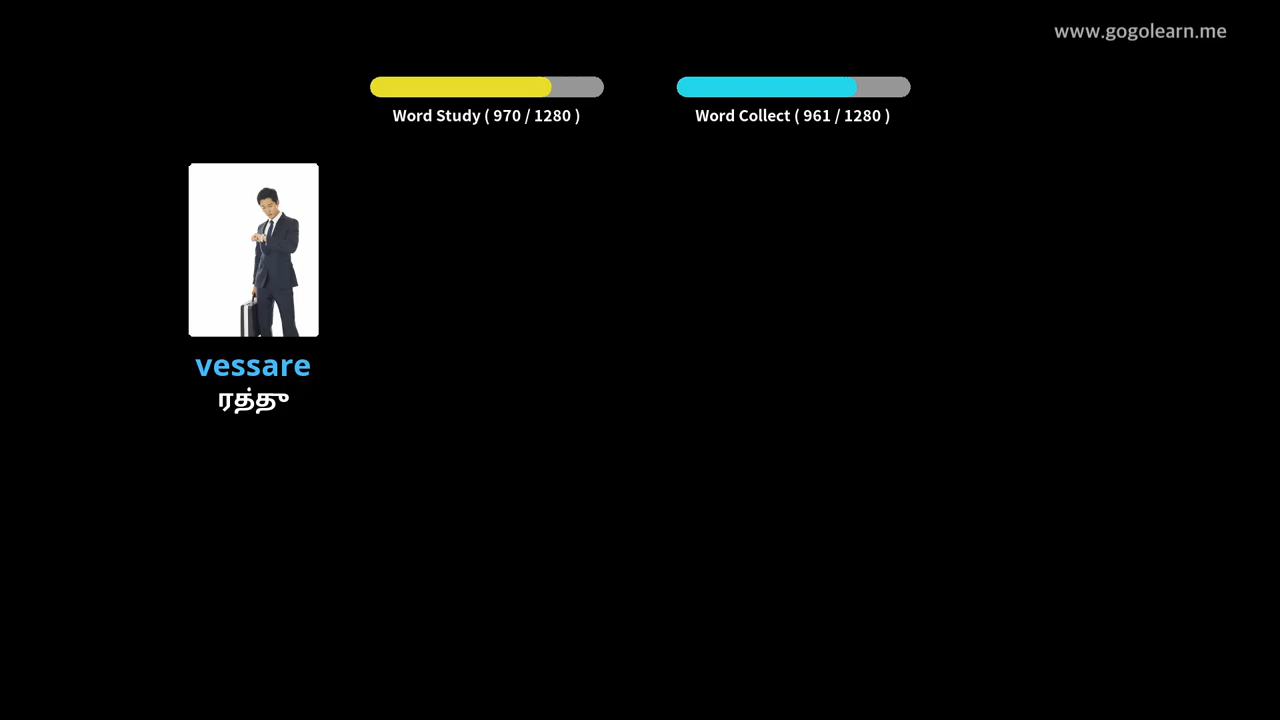 www.gogolearn.me
Word Study ( 970 / 1280 )
Word Collect ( 961 / 1280 )
vessare
ரத்து